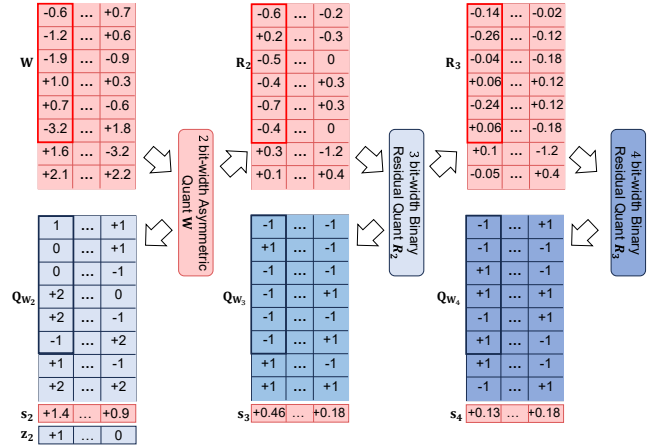 W
-0.6 ... +0.7
-1.2 ... +0.6
-1.9 ... -0.9
+1.0 ... +0.3
+0.7 ... -0.6
-3.2 ... +1.8
+1.6 ... -3.2
+2.1 ... +2.2
2 bit-width Asymmetric
Quant W
R₂
-0.6 ... -0.2
+0.2 ... -0.3
-0.5 ... 0
-0.4 ... +0.3
-0.7 ... +0.3
-0.4 ... 0
+0.3 ... -1.2
+0.1 ... +0.4
3 bit-width Binary
Residual Quant R₂
R₃
-0.14 ... -0.02
-0.26 ... -0.12
-0.04 ... -0.18
+0.06 ... +0.12
-0.24 ... +0.12
+0.06 ... -0.18
+0.1 ... -1.2
-0.05 ... +0.4
4 bit-width Binary
Residual Quant R₃
Q_W₂
1 ... +1
0 ... +1
0 ... -1
+2 ... 0
+2 ... -1
-1 ... +2
+1 ... -1
+2 ... +2
s₂ +1.4 ... +0.9
z₂ +1 ... 0
Q_W₃
-1 ... -1
+1 ... -1
-1 ... -1
-1 ... +1
-1 ... -1
-1 ... +1
+1 ... -1
+1 ... +1
s₃ +0.46 ... +0.18
Q_W₄
-1 ... +1
-1 ... -1
+1 ... -1
+1 ... -1
-1 ... +1
+1 ... +1
+1 ... -1
-1 ... +1
s₄ +0.13 ... +0.18